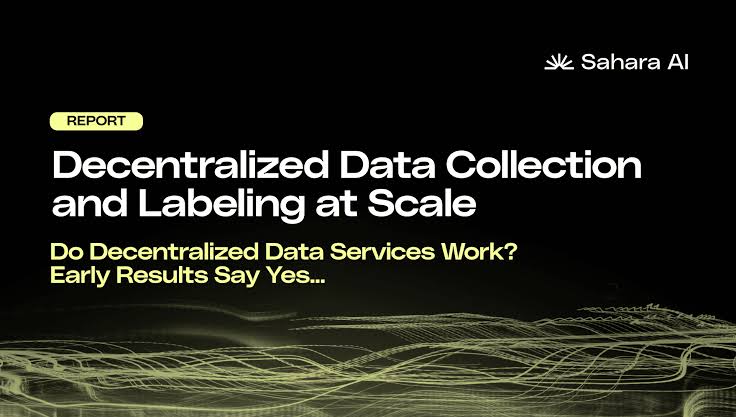 Sahara AI
REPORT
Decentralized Data Collection
and Labeling at Scale
Do Decentralized Data Services Work?
Early Results Say Yes...